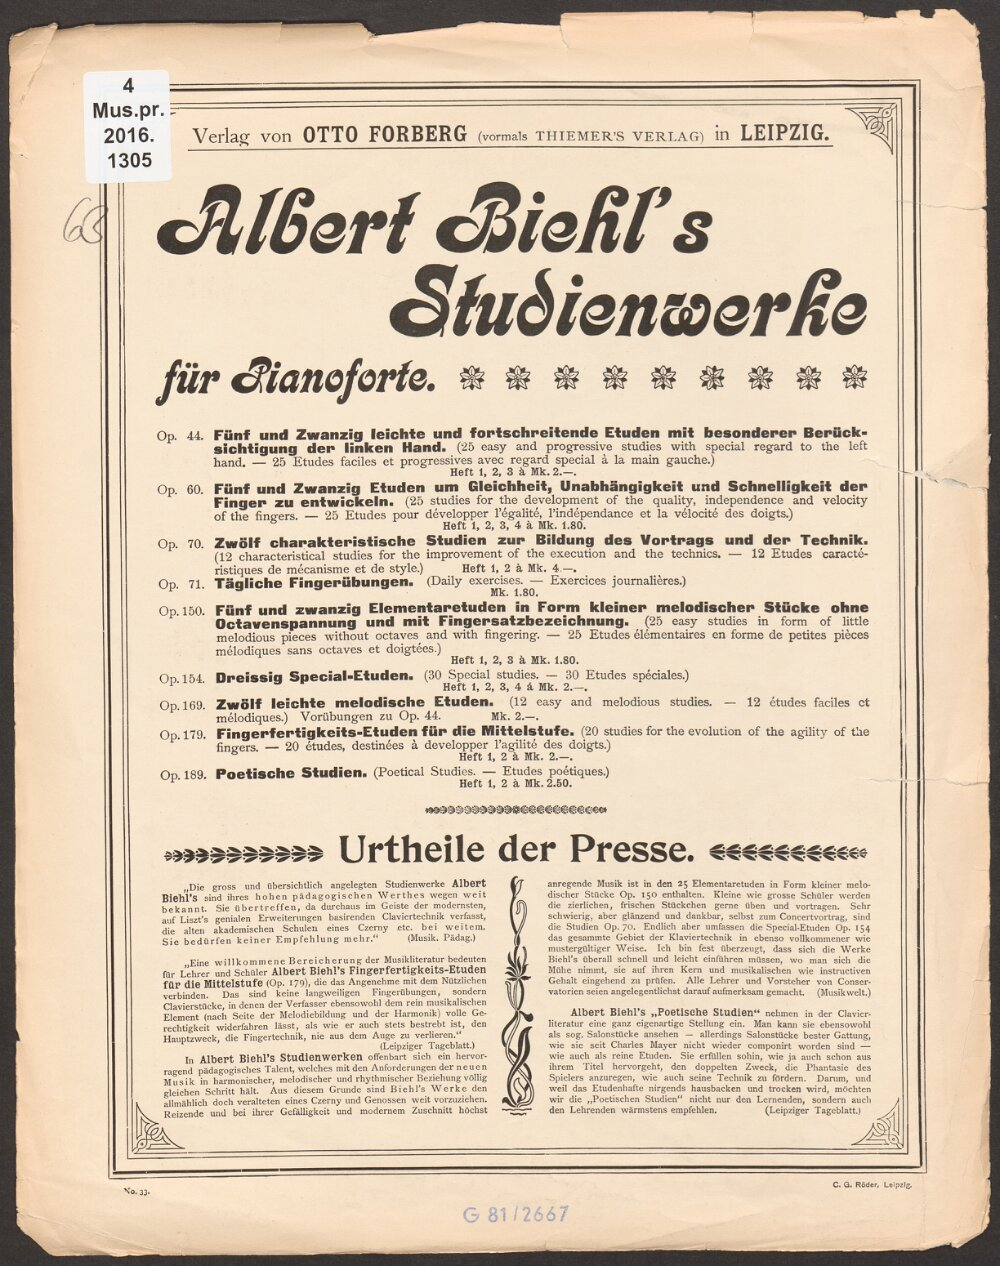 4
Mus.pr.
2016.
1305
68
Verlag von OTTO FORBERG (vormals THIEMER'S VERLAG) in LEIPZIG.
Albert Biehl's
Studienwerke
für Pianoforte.
Op. 44. Fünf und Zwanzig leichte und fortschreitende Etuden mit besonderer Berück-
sichtigung der linken Hand. (25 easy and progressive studies with special regard to the left
hand. — 25 Etudes faciles et progressives avec regard special à la main gauche.)
Heft 1, 2, 3 à Mk. 2.—.
Op. 60. Fünf und Zwanzig Etuden um Gleichheit, Unabhängigkeit und Schnelligkeit der
Finger zu entwickeln. (25 studies for the development of the quality, independence and velocity
of the fingers. — 25 Etudes pour développer l'égalité, l'indépendance et la vélocité des doigts.)
Heft 1, 2, 3, 4 à Mk. 1.80.
Op. 70. Zwölf charakteristische Studien zur Bildung des Vortrags und der Technik.
(12 characteristical studies for the improvement of the execution and the technics. — 12 Etudes caracté-
ristiques de mécanisme et de style.) Heft 1, 2 à Mk. 4.—.
Op. 71. Tägliche Fingerübungen. (Daily exercises. — Exercices journalières.)
Mk. 1.80.
Op. 150. Fünf und zwanzig Elementaretuden in Form kleiner melodischer Stücke ohne
Octavenspannung und mit Fingersatzbezeichnung. (25 easy studies in form of little
melodious pieces without octaves and with fingering. — 25 Etudes élémentaires en forme de petites pièces
mélodiques sans octaves et doigtées.)
Heft 1, 2, 3 à Mk. 1.80.
Op. 154. Dreissig Special-Etuden. (30 Special studies. — 30 Etudes spéciales.)
Heft 1, 2, 3, 4 á Mk. 2.—.
Op. 169. Zwölf leichte melodische Etuden. (12 easy and melodious studies. — 12 études faciles et
mélodiques.) Vorübungen zu Op. 44. Mk. 2.—.
Op. 179. Fingerfertigkeits-Etuden für die Mittelstufe. (20 studies for the evolution of the agility of the
fingers. — 20 études, destinées à developper l'agilité des doigts.)
Heft 1, 2 à Mk. 2.—.
Op. 189. Poetische Studien. (Poetical Studies. — Etudes poétiques.)
Heft 1, 2 à Mk. 2.50.
Urtheile der Presse.
„Die gross und übersichtlich angelegten Studienwerke Albert
Biehl's sind ihres hohen pädagogischen Werthes wegen weit
bekannt. Sie übertreffen, da durchaus im Geiste der modernsten,
auf Liszt's genialen Erweiterungen basirenden Claviertechnik verfasst,
die alten akademischen Schulen eines Czerny etc. bei weitem.
Sie bedürfen keiner Empfehlung mehr.“ (Musik. Pädag.)
„Eine willkommene Bereicherung der Musikliteratur bedeuten
für Lehrer und Schüler Albert Biehl's Fingerfertigkeits-Etuden
für die Mittelstufe (Op. 179), die das Angenehme mit dem Nützlichen
verbinden. Das sind keine langweiligen Fingerübungen, sondern
Clavierstücke, in denen der Verfasser ebensowohl dem rein musikalischen
Element (nach Seite der Melodiebildung und der Harmonik) volle Ge-
rechtigkeit widerfahren lässt, als wie er auch stets bestrebt ist, den
Hauptzweck, die Fingertechnik, nie aus dem Auge zu verlieren.“
(Leipziger Tageblatt.)
In Albert Biehl's Studienwerken offenbart sich ein hervor-
ragend pädagogisches Talent, welches mit den Anforderungen der neuen
Musik in harmonischer, melodischer und rhythmischer Beziehung völlig
gleichen Schritt hält. Aus diesem Grunde sind Biehl's Werke den
allmählich doch veralteten eines Czerny und Genossen weit vorzuziehen.
Reizende und bei ihrer Gefälligkeit und modernem Zuschnitt höchst
anregende Musik ist in den 25 Elementaretuden in Form kleiner melo-
discher Stücke Op. 150 enthalten. Kleine wie grosse Schüler werden
die zierlichen, frischen Stückchen gerne üben und vortragen. Sehr
schwierig, aber glänzend und dankbar, selbst zum Concertvortrag, sind
die Studien Op. 70. Endlich aber umfassen die Special-Etuden Op. 154
das gesammte Gebiet der Klaviertechnik in ebenso vollkommener wie
mustergültiger Weise. Ich bin fest überzeugt, dass sich die Werke
Biehl's überall schnell und leicht einführen müssen, wo man sich die
Mühe nimmt, sie auf ihren Kern und musikalischen wie instructiven
Gehalt eingehend zu prüfen. Alle Lehrer und Vorsteher von Conser-
vatorien seien angelegentlichst darauf aufmerksam gemacht. (Musikwelt.)
Albert Biehl's „Poetische Studien“ nehmen in der Clavier-
literatur eine ganz eigenartige Stellung ein. Man kann sie ebensowohl
als sog. Salonstücke ansehen — allerdings Salonstücke bester Gattung,
wie sie seit Charles Mayer nicht wieder componirt worden sind —
wie auch als reine Etuden. Sie erfüllen sohin, wie ja auch schon aus
ihrem Titel hervorgeht, den doppelten Zweck, die Phantasie des
Spielers anzuregen, wie auch seine Technik zu fördern. Darum, und
weil das Etudenhafte nirgends hausbacken und trocken wird, möchten
wir die „Poetischen Studien“ nicht nur den Lernenden, sondern auch
den Lehrenden wärmstens empfehlen. (Leipziger Tageblatt.)
No. 33.
C. G. Röder, Leipzig.
G 81/2667